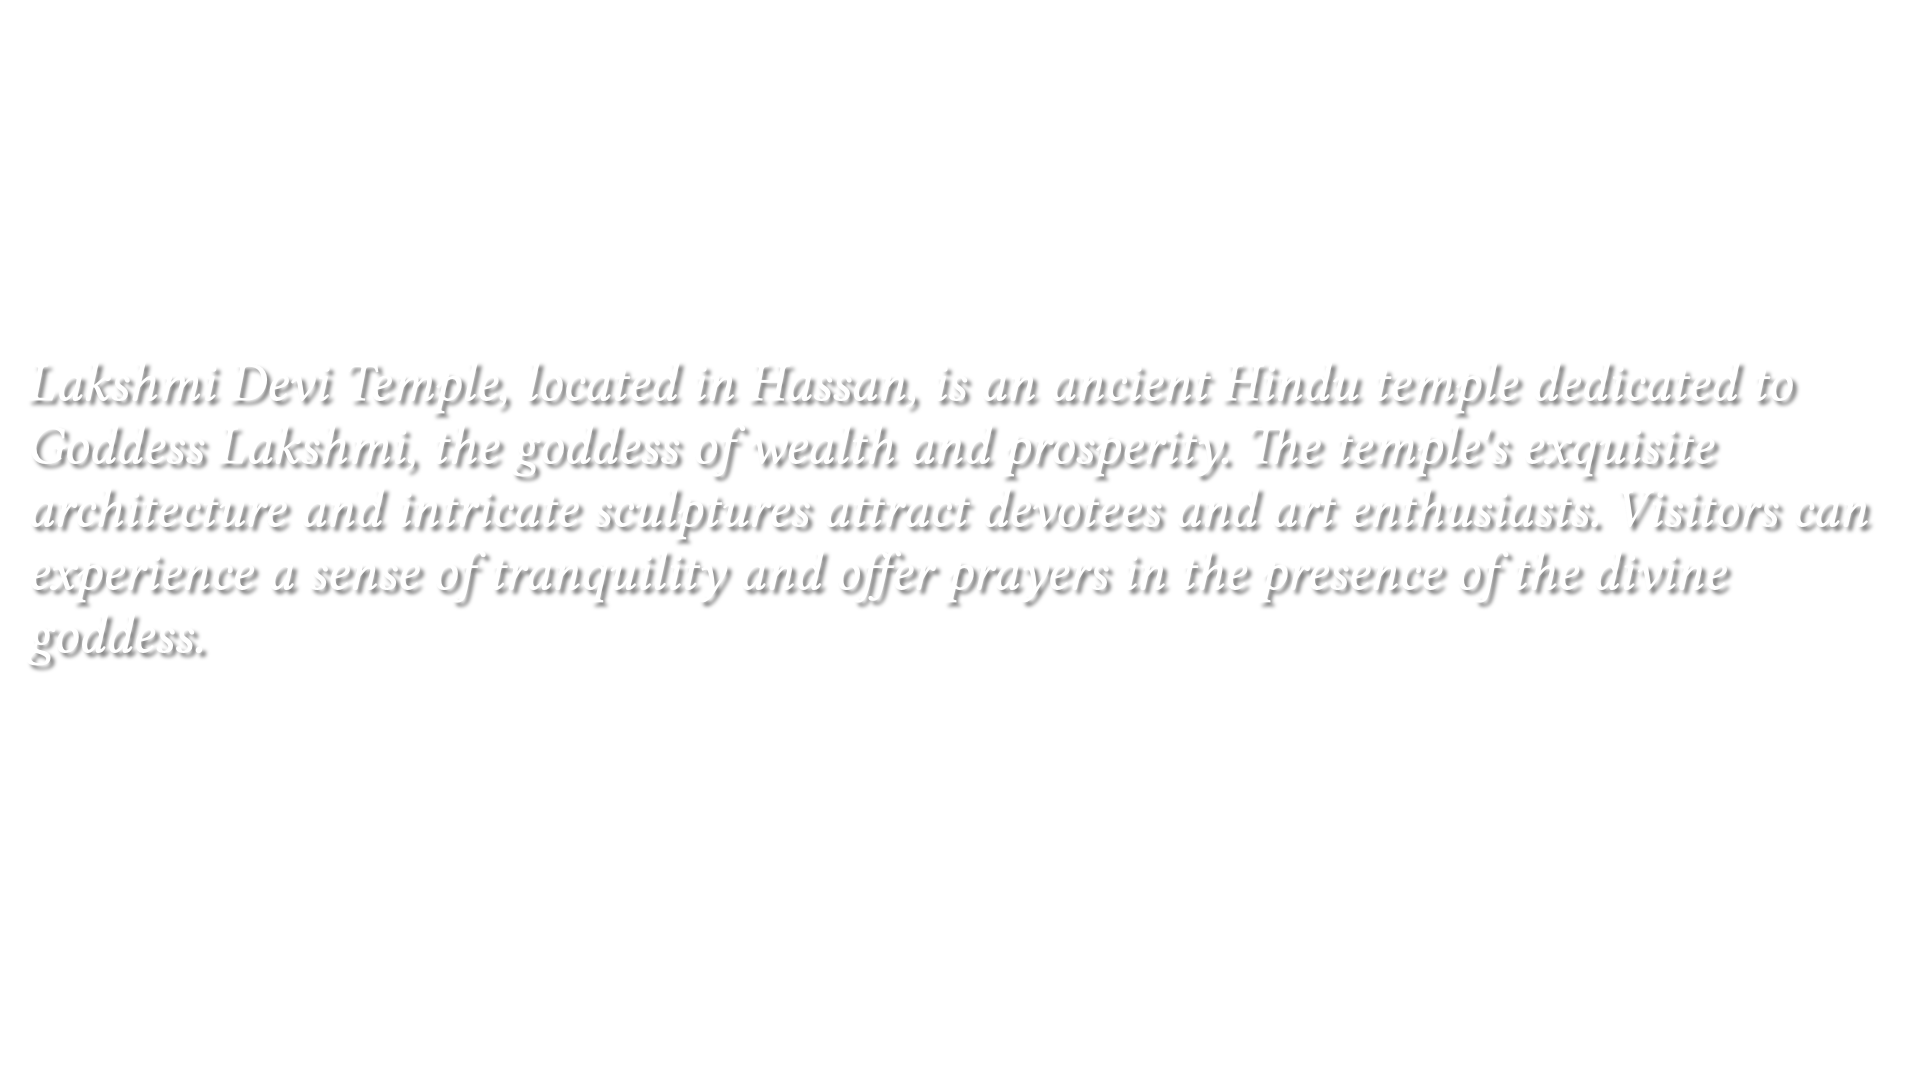 Lakshmi Devi Temple, located in Hassan, is an ancient Hindu temple dedicated to
Goddess Lakshmi, the goddess of wealth and prosperity. The temple's exquisite
architecture and intricate sculptures attract devotees and art enthusiasts. Visitors can
experience a sense of tranquility and offer prayers in the presence of the divine
goddess.